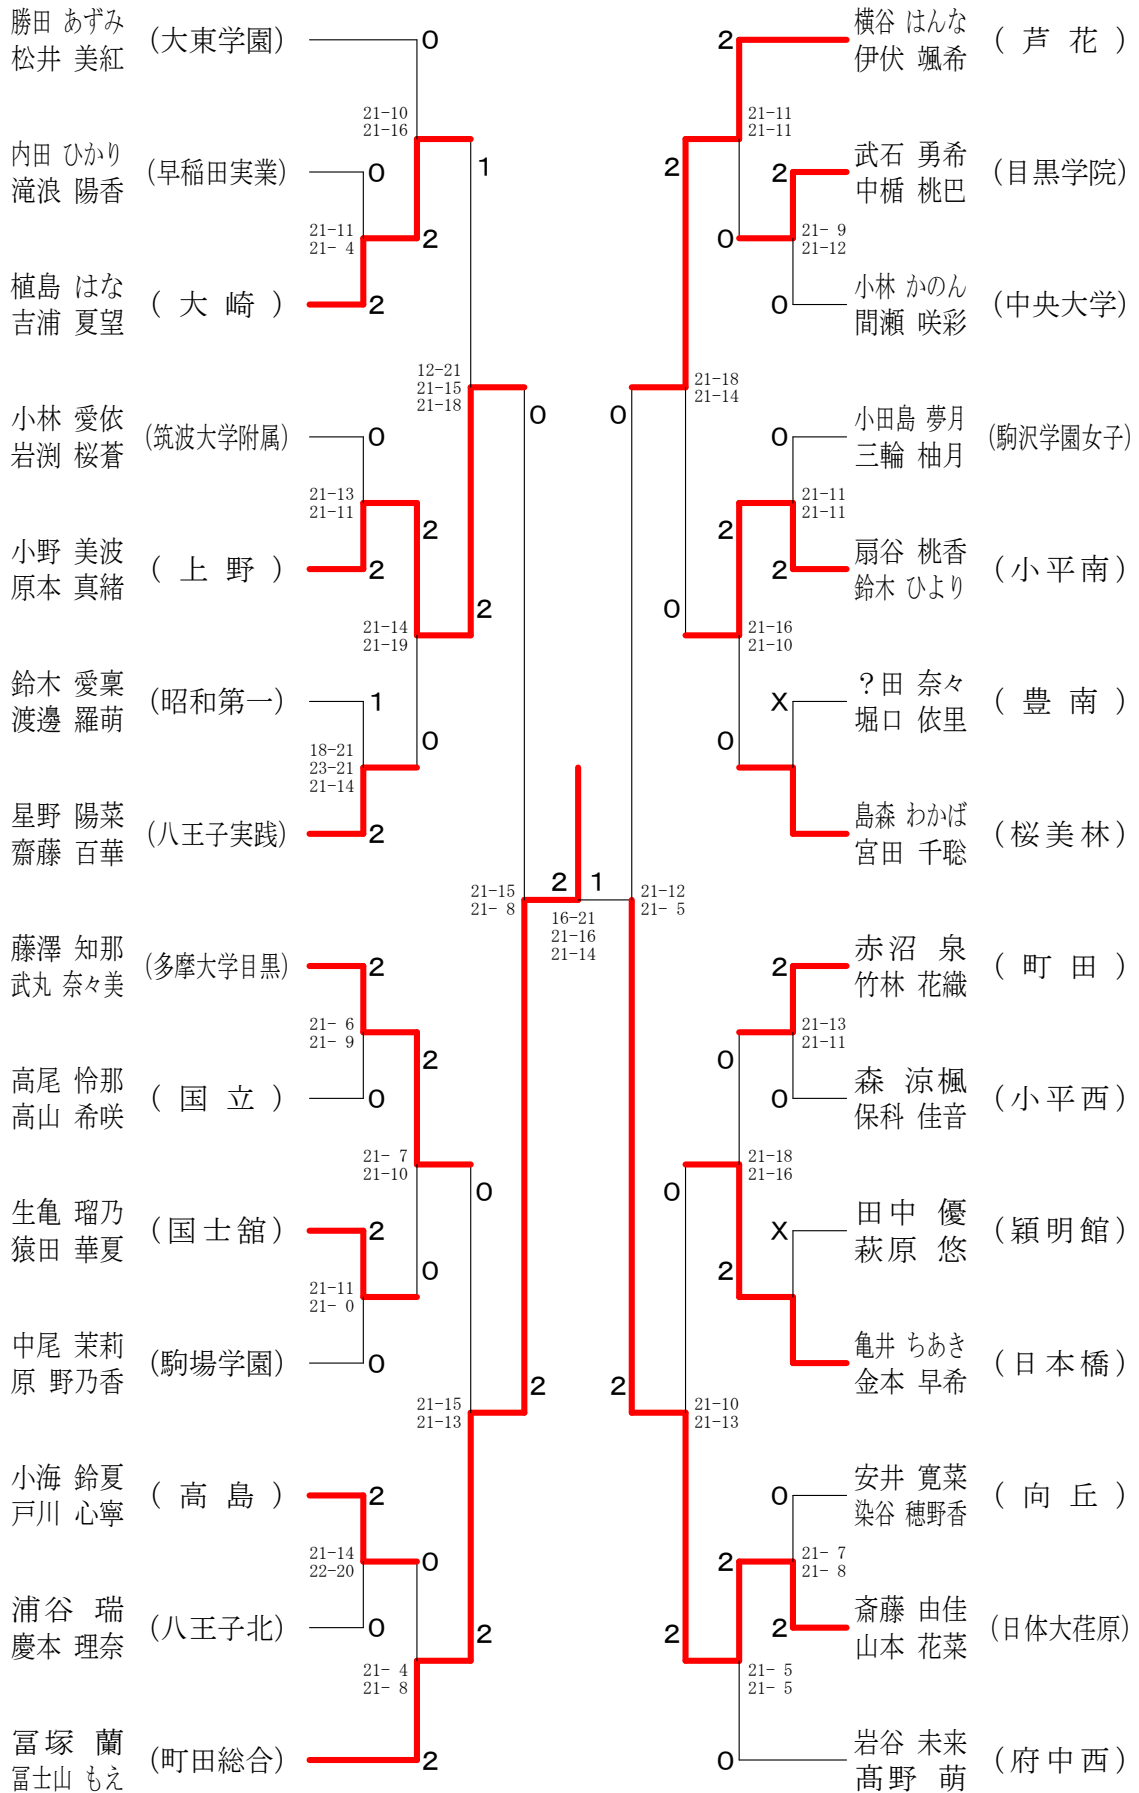 勝田 あずみ
松井 美紅
(大東学園)
0
21-10
21-16
内田 ひかり
滝浪 陽香
(早稲田実業)
0
1
21-11
21- 4
2
植島 はな
吉浦 夏望
( 大 崎 )
2
12-21
21-15
21-18
小林 愛依
岩渕 桜蒼
(筑波大学附属)
0
0
21-13
21-11
2
小野 美波
原本 真緒
( 上 野 )
2
2
21-14
21-19
鈴木 愛稟
渡邊 羅萌
(昭和第一)
1
0
18-21
23-21
21-14
星野 陽菜
齋藤 百華
(八王子実践)
2
21-15
21- 8
藤澤 知那
武丸 奈々美
(多摩大学目黒)
2
21- 6
21- 9
2
高尾 怜那
高山 希咲
( 国 立 )
0
21- 7
21-10
0
生亀 瑠乃
猿田 華夏
(国士舘)
2
0
21-11
21- 0
中尾 茉莉
原 野乃香
(駒場学園)
0
2
21-15
21-13
小海 鈴夏
戸川 心寧
( 高 島 )
2
21-14
22-20
0
浦谷 瑞
慶本 理奈
(八王子北)
0
2
21- 4
21- 8
冨塚 蘭
冨士山 もえ
(町田総合)
2
2
1
16-21
21-16
21-14
2
横谷 はんな
伊伏 颯希
( 芦 花 )
21-11
21-11
2
2
武石 勇希
中楯 桃巴
(目黒学院)
0
21- 9
21-12
0
小林 かのん
間瀬 咲彩
(中央大学)
21-18
21-14
0
0
小田島 夢月
三輪 柚月
(駒沢学園女子)
21-11
21-11
2
2
扇谷 桃香
鈴木 ひより
(小平南)
0
21-16
21-10
X
?田 奈々
堀口 依里
( 豊 南 )
0
島森 わかば
宮田 千聡
(桜美林)
21-12
21- 5
2
赤沼 泉
竹林 花織
( 町 田 )
21-13
21-11
0
0
森 涼楓
保科 佳音
(小平西)
21-18
21-16
0
X
田中 優
萩原 悠
(穎明館)
2
亀井 ちあき
金本 早希
(日本橋)
2
21-10
21-13
0
安井 寛菜
染谷 穂野香
( 向 丘 )
21- 7
21- 8
2
2
2
斎藤 由佳
山本 花菜
(日体大荏原)
21- 5
21- 5
0
岩谷 未来
髙野 萌
(府中西)